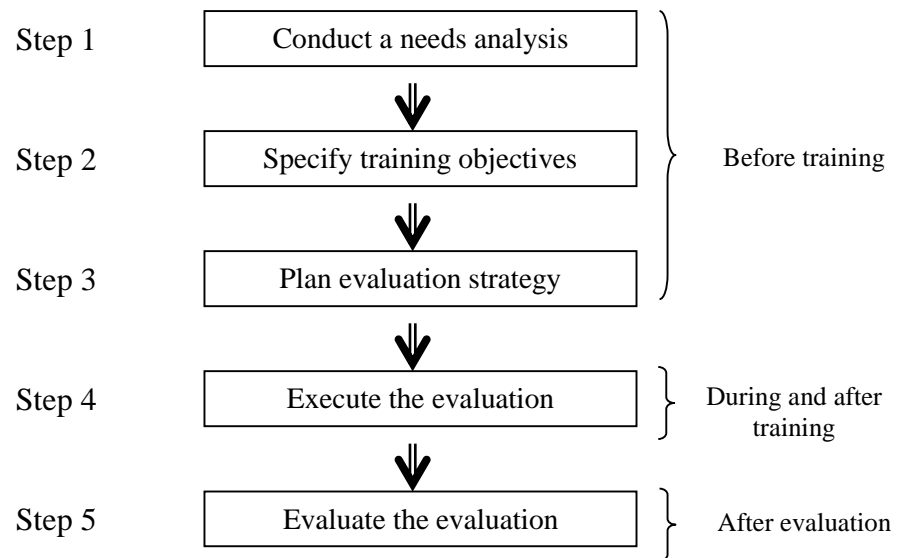 Step 1
Conduct a needs analysis
Step 2
Specify training objectives
Before training
Step 3
Plan evaluation strategy
Step 4
Execute the evaluation
During and after
training
Step 5
Evaluate the evaluation
After evaluation